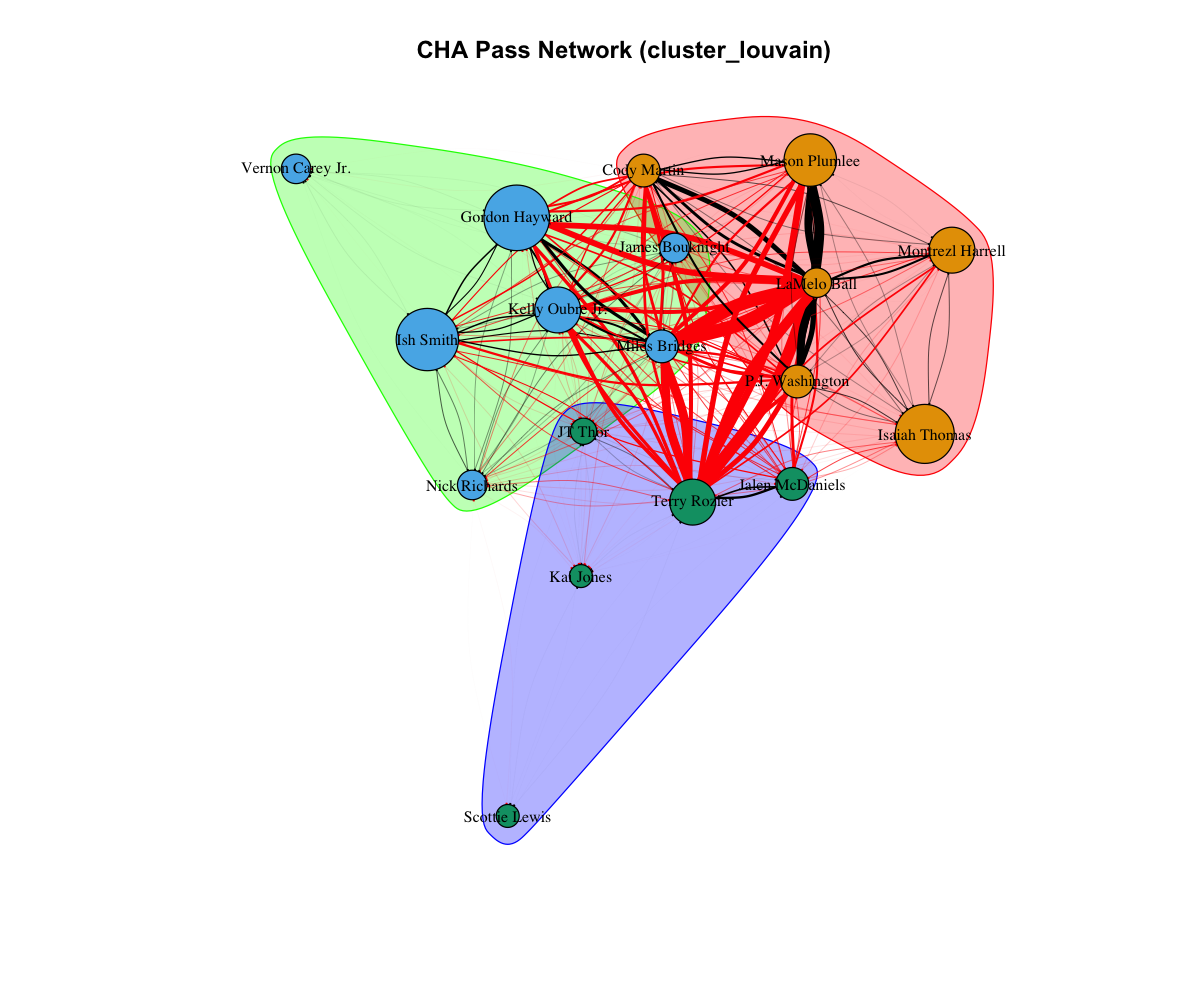 CHA Pass Network (cluster_louvain)
Vernon Carey Jr.
Cody Martin
Mason Plumlee
Gordon Hayward
James Bouknight
Montrezl Harrell
LaMelo Ball
Kelly Oubre Jr.
Ish Smith
Miles Bridges
P.J. Washington
JT Thor
Isaiah Thomas
Nick Richards
Terry Rozier
Jalen McDaniels
Kai Jones
Scottie Lewis